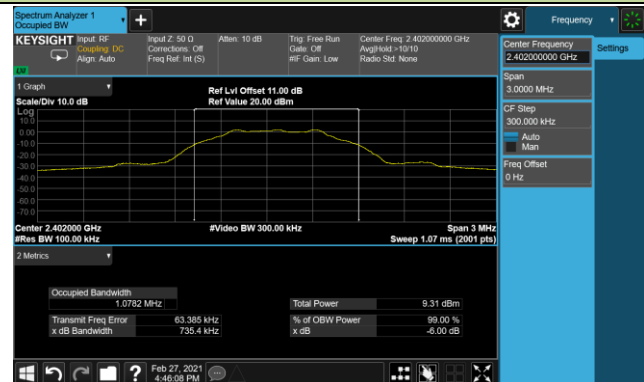 Spectrum Analyzer 1
Occupied BW
Frequency
KEYSIGHT
Input: RF
Coupling: DC
Align: Auto
Input Z: 50 Ω
Corrections: Off
Freq Ref: Int (S)
Atten: 10 dB
Trig: Free Run
Gate: Off
#IF Gain: Low
Center Freq: 2.402000000 GHz
Avg|Hold:>10/10
Radio Std: None
LXI
Center Frequency
2.402000000 GHz
Settings
Span
3.0000 MHz
CF Step
300.000 kHz
Auto
Man
Freq Offset
0 Hz
1 Graph
Scale/Div 10.0 dB
Ref Lvl Offset 11.00 dB
Ref Value 20.00 dBm
Log
10.0
0.00
-10.0
-20.0
-30.0
-40.0
-50.0
-60.0
-70.0
Center 2.402000 GHz
#Res BW 100.00 kHz
#Video BW 300.00 kHz
Span 3 MHz
Sweep 1.07 ms (2001 pts)
2 Metrics
Occupied Bandwidth
1.0782 MHz
Total Power 9.31 dBm
Transmit Freq Error 63.385 kHz
% of OBW Power 99.00 %
x dB Bandwidth 735.4 kHz
x dB -6.00 dB
Feb 27, 2021
4:46:08 PM